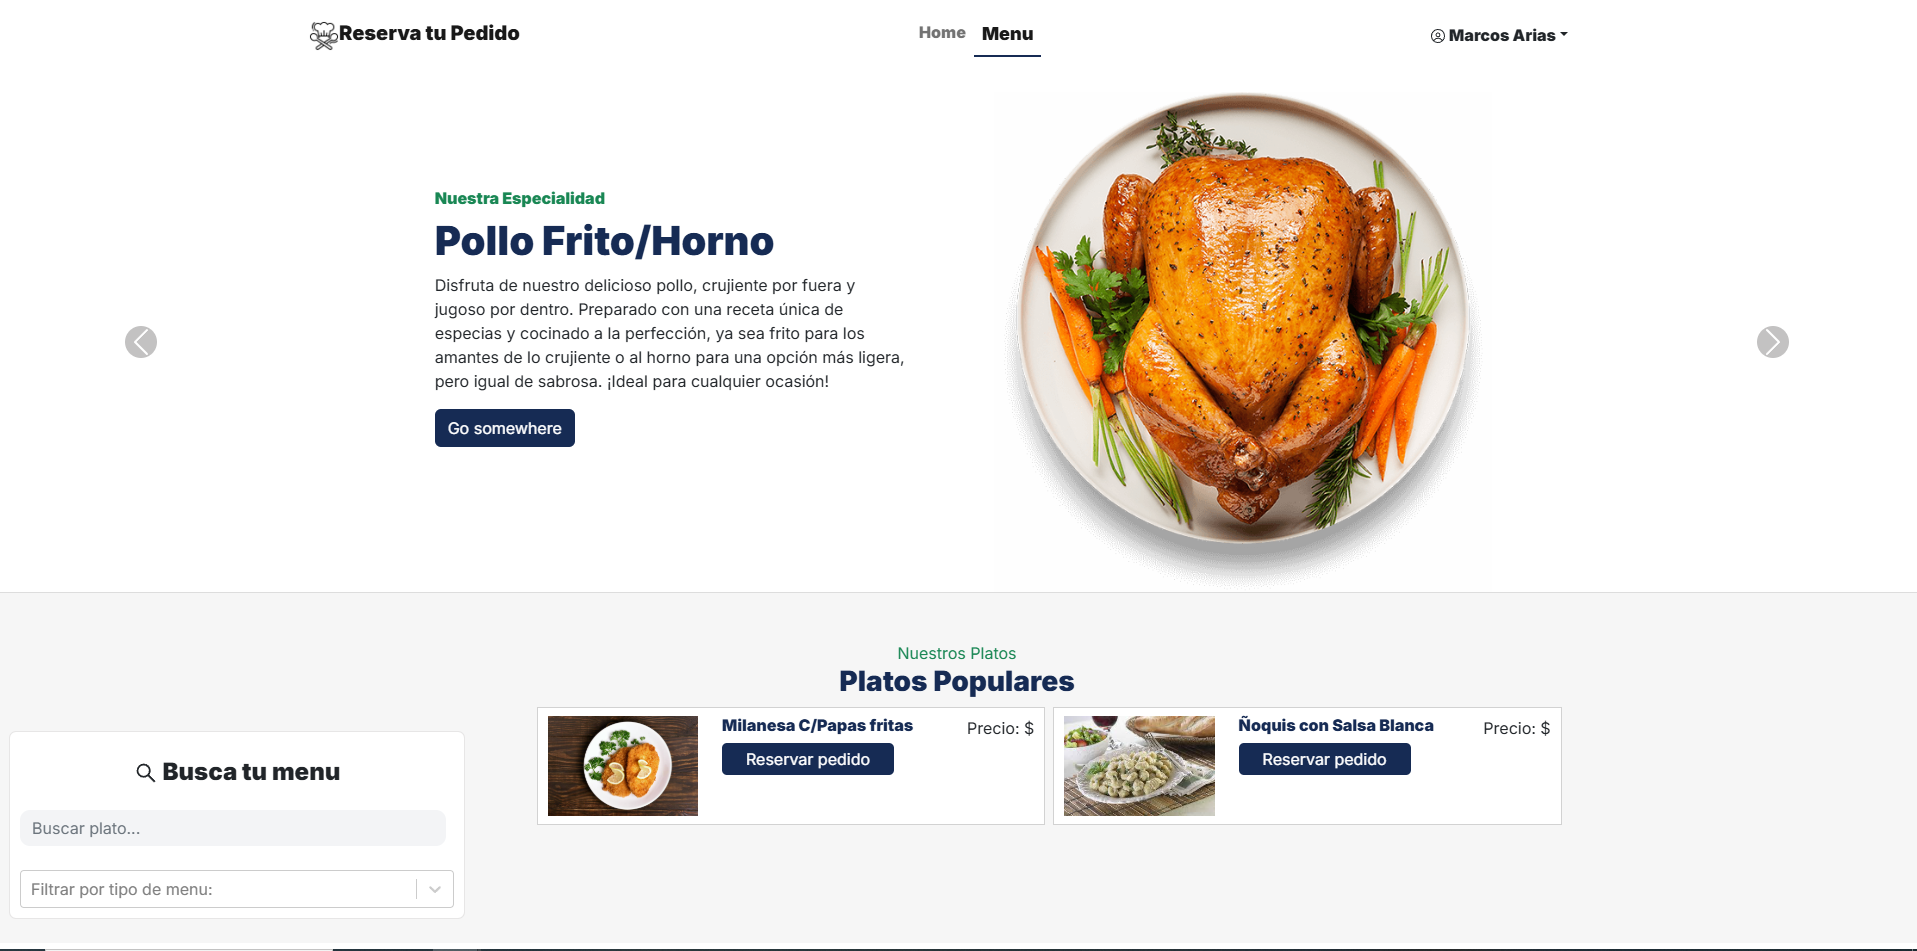 Reserva tu Pedido
Home
Menu
Marcos Arias
Nuestra Especialidad
Pollo Frito/Horno
Disfruta de nuestro delicioso pollo, crujiente por fuera y
jugoso por dentro. Preparado con una receta única de
especias y cocinado a la perfección, ya sea frito para los
amantes de lo crujiente o al horno para una opción más ligera,
pero igual de sabrosa. ¡Ideal para cualquier ocasión!
Go somewhere
Nuestros Platos
Platos Populares
Busca tu menu
Buscar plato...
Filtrar por tipo de menu:
Milanesa C/Papas fritas
Precio: $
Reservar pedido
Ñoquis con Salsa Blanca
Precio: $
Reservar pedido